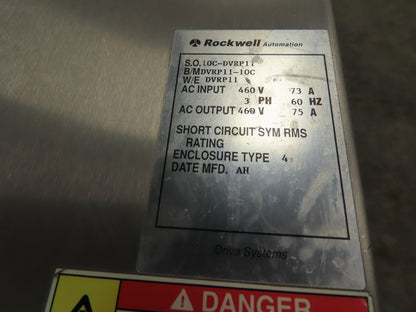 Rockwell Automation
S.O. 10C-DVRP11
B/M DVRP11-10C
W/E DVRP11
AC INPUT 460 V 73 A
3 PH 60 HZ
AC OUTPUT 460 V 75 A
SHORT CIRCUIT SYM RMS
RATING
ENCLOSURE TYPE 4
DATE MFD. AH
Drive Systems
DANGER